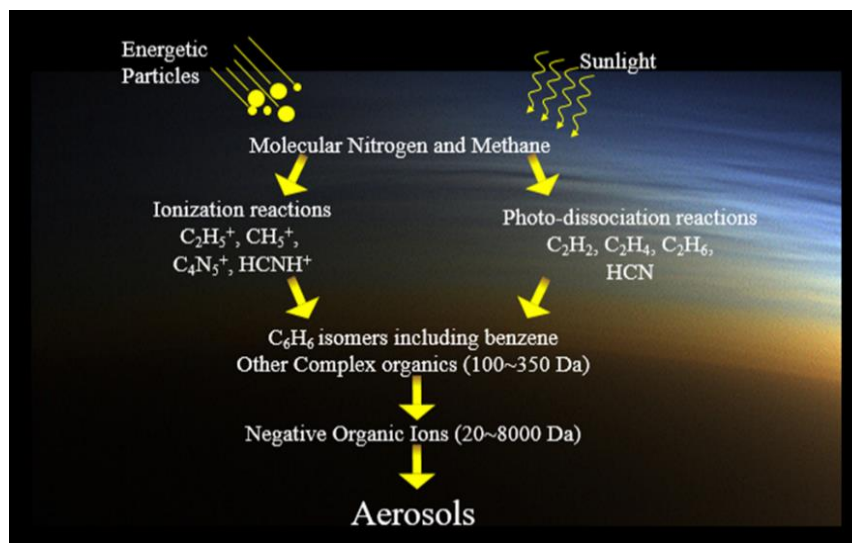 Energetic
Particles
Sunlight
Molecular Nitrogen and Methane
Ionization reactions
C₂H₅⁺, CH₅⁺,
C₄N₅⁺, HCNH⁺
Photo-dissociation reactions
C₂H₂, C₂H₄, C₂H₆,
HCN
C₆H₆ isomers including benzene
Other Complex organics (100~350 Da)
Negative Organic Ions (20~8000 Da)
Aerosols